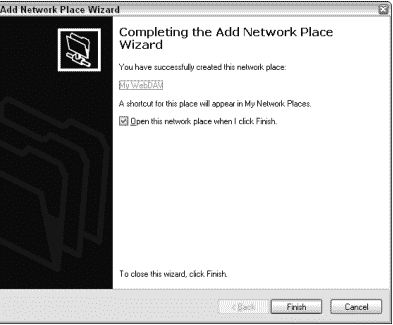 Add Network Place Wizard
Completing the Add Network Place
Wizard
You have successfully created this network place:
My WebDAV
A shortcut for this place will appear in My Network Places.
Open this network place when I click Finish.
To close this wizard, click Finish.
< Back
Finish
Cancel